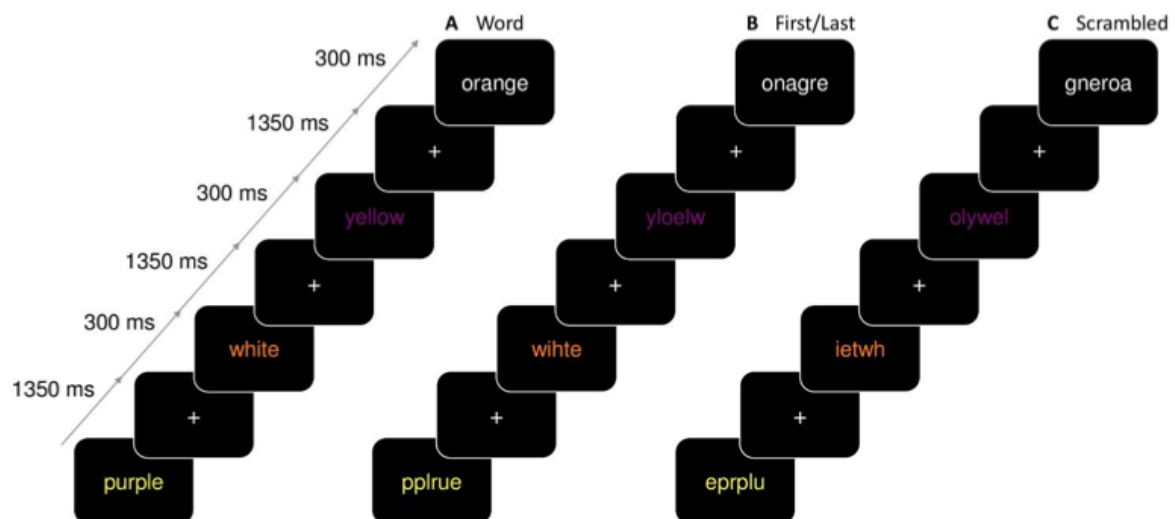 A Word
B First/Last
C Scrambled
300 ms
orange
onagre
gneroa
1350 ms
+
+
+
300 ms
yellow
yloelw
olywel
1350 ms
+
+
+
300 ms
white
wihte
ietwh
1350 ms
+
+
+
purple
pplrue
eprplu